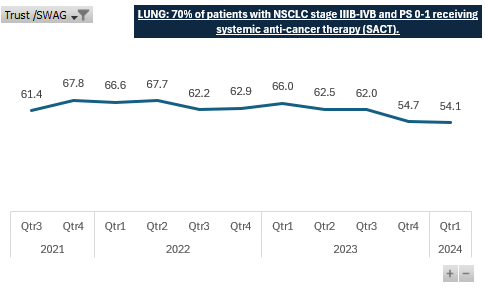 Trust /SWAG
LUNG: 70% of patients with NSCLC stage IIIB-IVB and PS 0-1 receiving
systemic anti-cancer therapy (SACT).
61.4 67.8 66.6 67.7 62.2 62.9 66.0 62.5 62.0 54.7 54.1
Qtr3 Qtr4 Qtr1 Qtr2 Qtr3 Qtr4 Qtr1 Qtr2 Qtr3 Qtr4 Qtr1
2021 2022 2023 2024
+ −